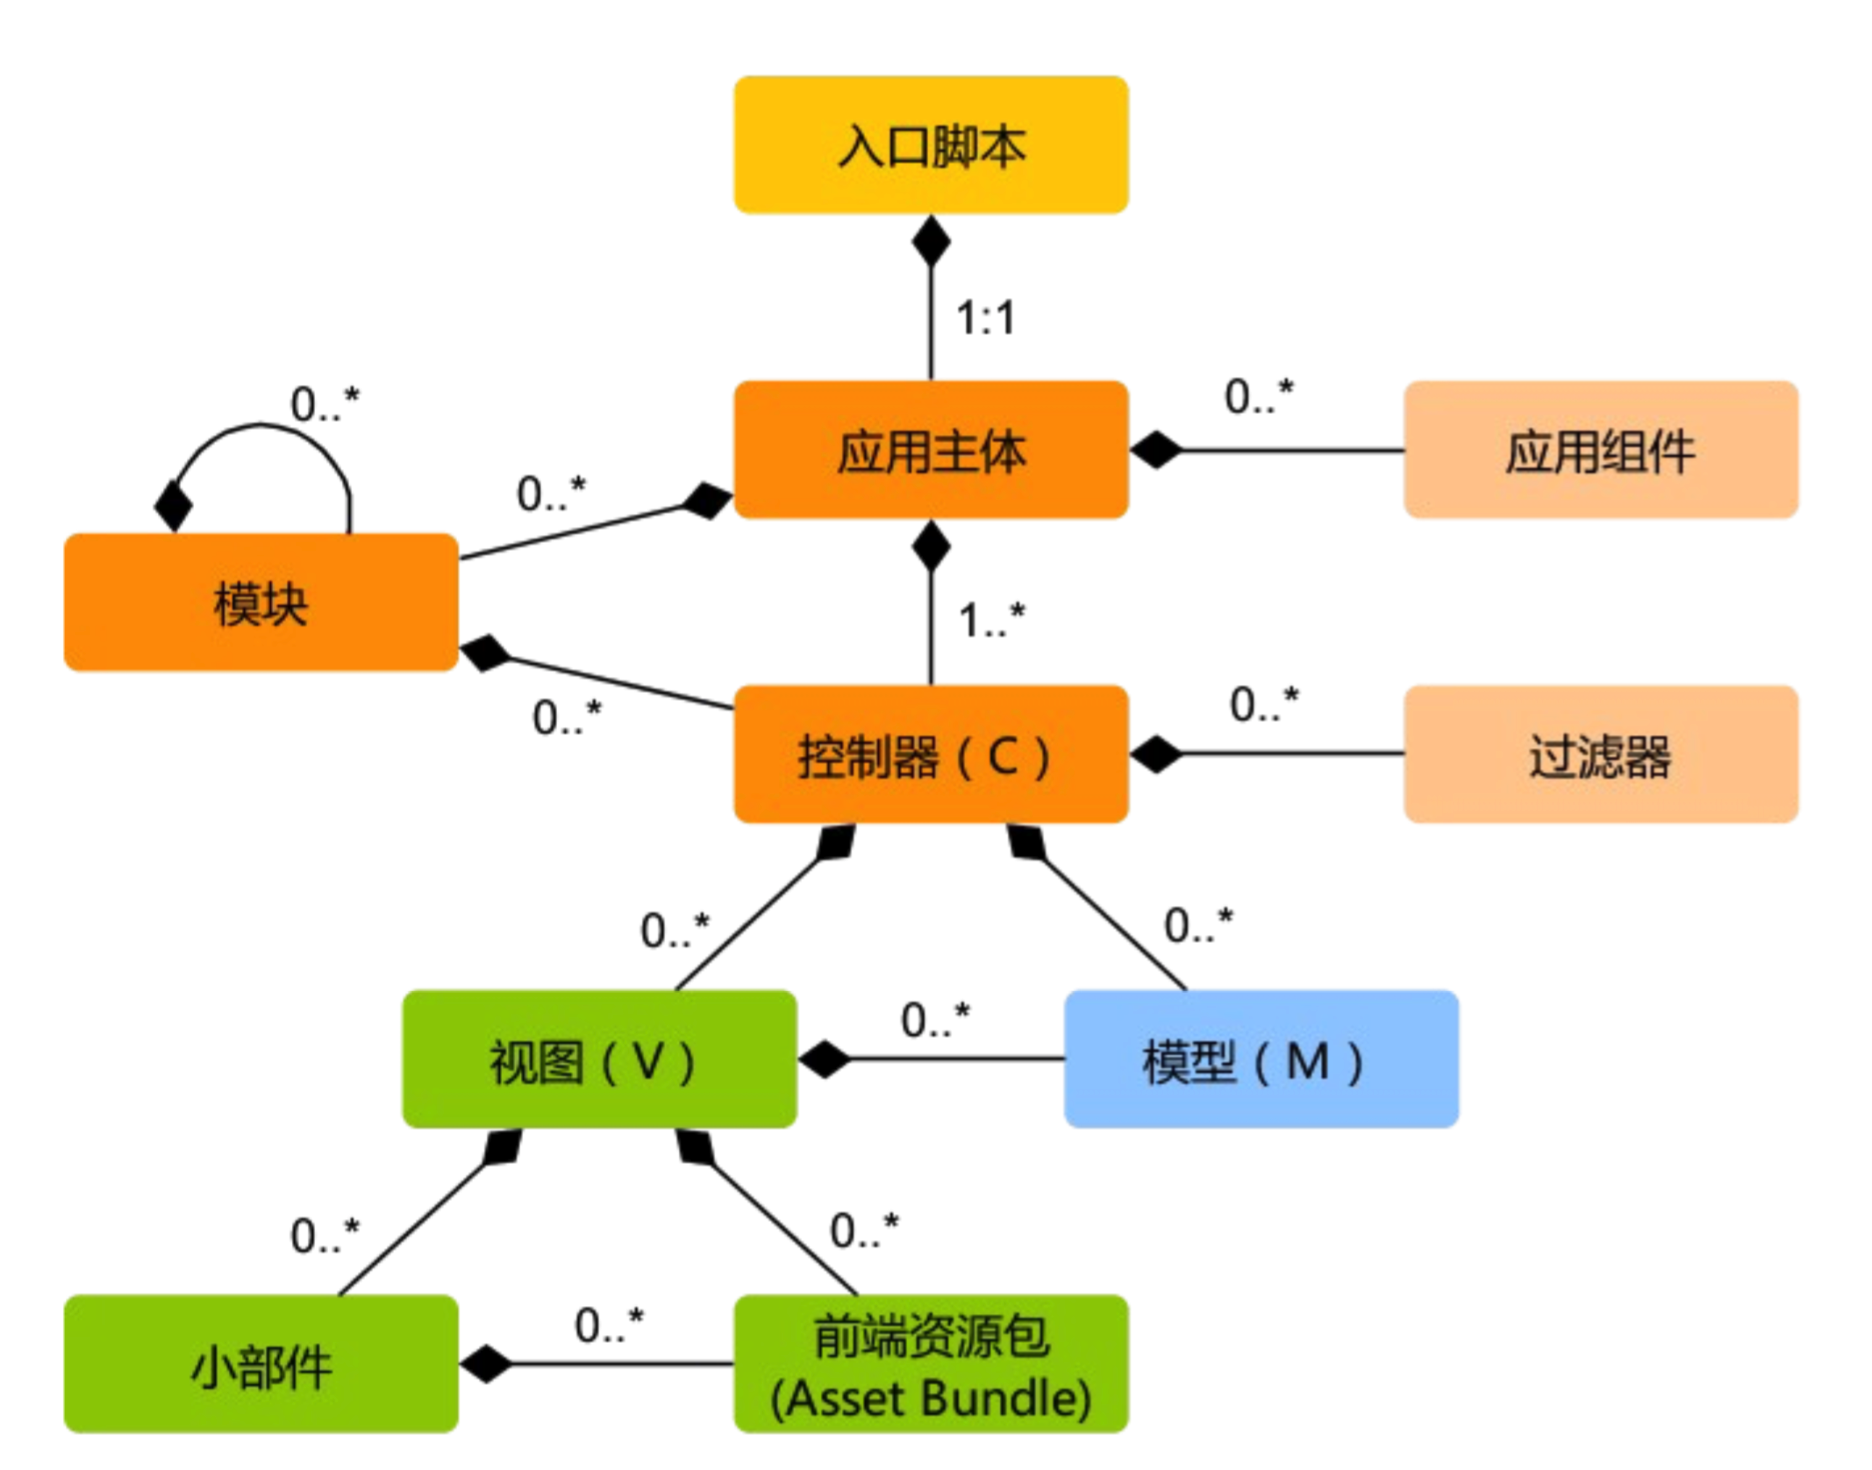 入口脚本
1:1
0..*
0..*
应用主体
0..*
应用组件
模块
1..*
0..*
控制器（C）
0..*
过滤器
0..*
0..*
视图（V）
0..*
模型（M）
0..*
0..*
小部件
0..*
前端资源包
(Asset Bundle)